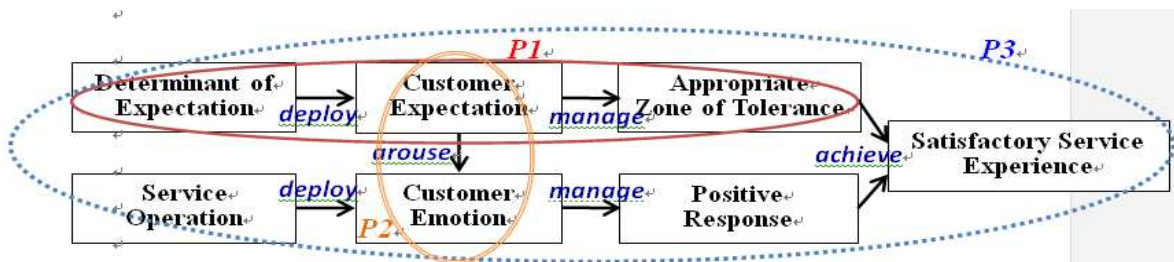 P1
P3
Determinant of
Expectation
deploy
Customer
Expectation
manage
Appropriate
Zone of Tolerance
arouse
achieve
Satisfactory Service
Experience
Service
Operation
deploy
Customer
Emotion
manage
Positive
Response
P2